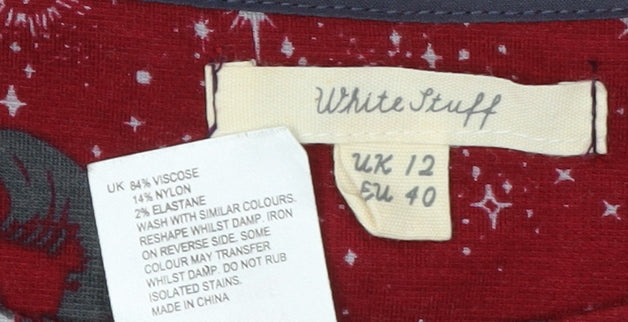 White Stuff
UK 12
EU 40
UK 84% VISCOSE
14% NYLON
2% ELASTANE
WASH WITH SIMILAR COLOURS.
RESHAPE WHILST DAMP. IRON
ON REVERSE SIDE. SOME
COLOUR MAY TRANSFER
WHILST DAMP. DO NOT RUB
ISOLATED STAINS.
MADE IN CHINA